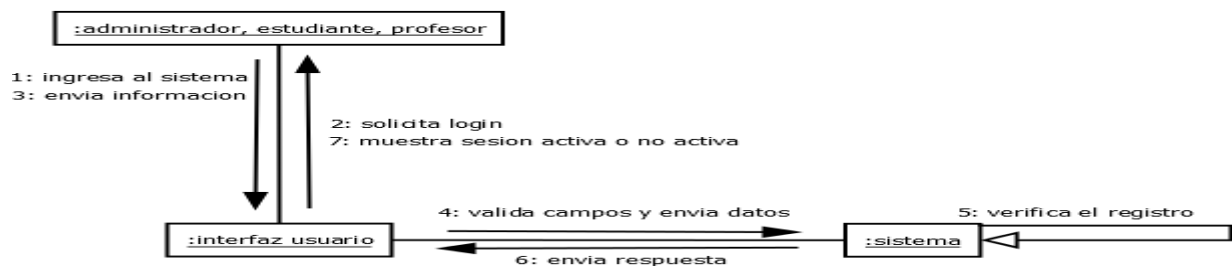 :administrador, estudiante, profesor
1: ingresa al sistema
3: envia informacion
2: solicita login
7: muestra sesion activa o no activa
4: valida campos y envia datos
5: verifica el registro
:interfaz usuario
:sistema
6: envia respuesta